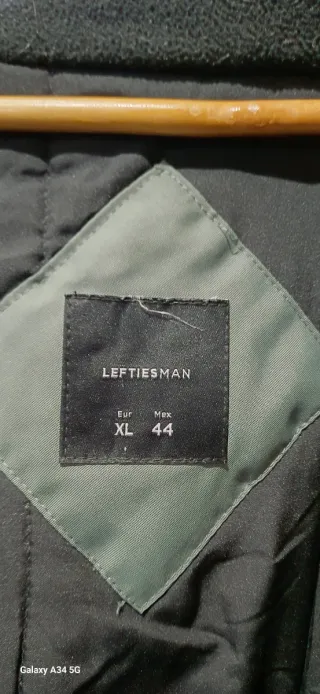 LEFTIESMAN
Eur Mex
XL 44
Galaxy A34 5G